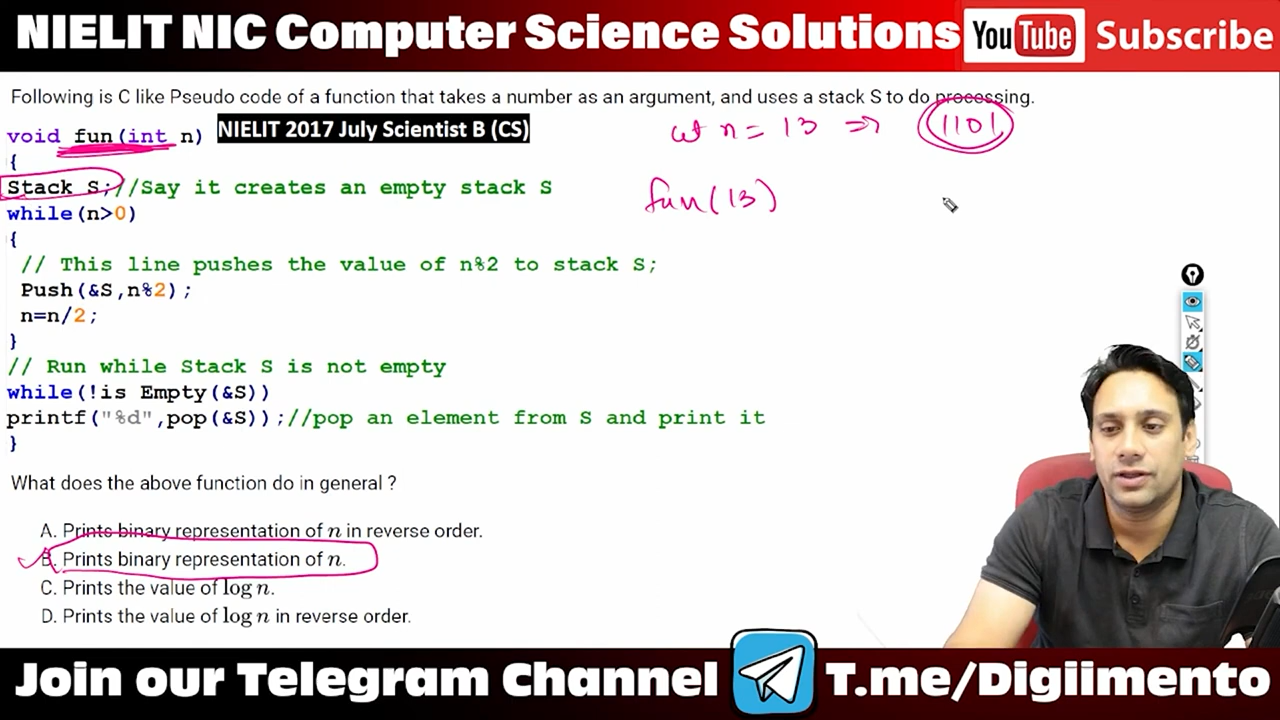 NIELIT NIC Computer Science Solutions YouTube Subscribe
Following is C like Pseudo code of a function that takes a number as an argument, and uses a stack S to do processing.
void fun(int n) NIELIT 2017 July Scientist B (CS)
let n = 13 ⇒ 1101
{
Stack S;//Say it creates an empty stack S
fun(13)
while(n>0)
{
// This line pushes the value of n%2 to stack S;
Push(&S,n%2);
n=n/2;
}
// Run while Stack S is not empty
while(!is Empty(&S))
printf("%d",pop(&S));//pop an element from S and print it
}
What does the above function do in general ?
A. Prints binary representation of n in reverse order.
B. Prints binary representation of n.
C. Prints the value of log n.
D. Prints the value of log n in reverse order.
Join our Telegram Channel T.me/Digiimento